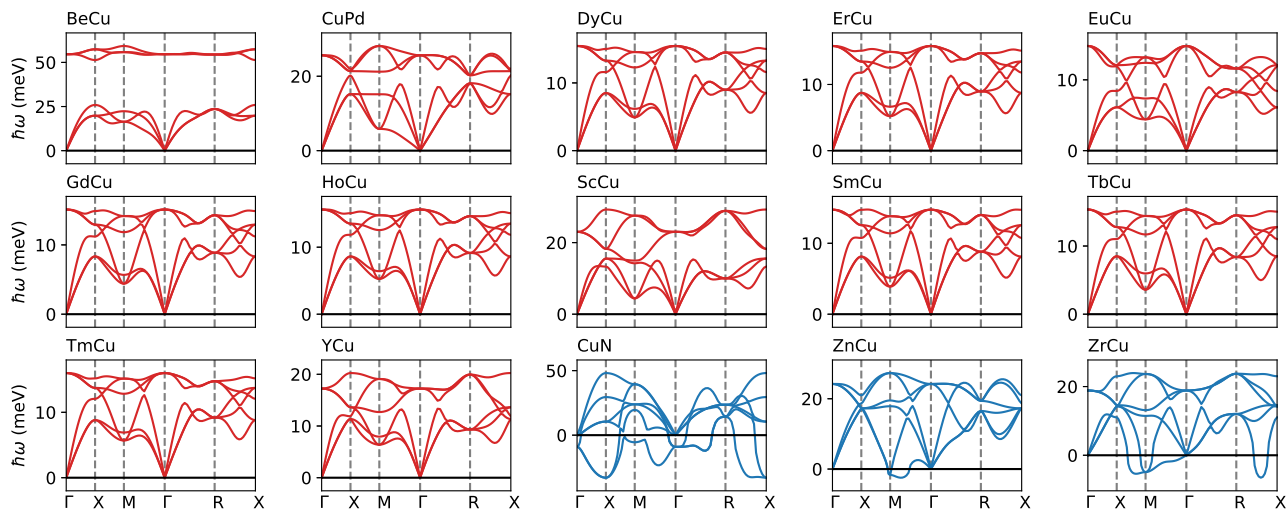 BeCu CuPd DyCu ErCu EuCu
ħω (meV)
50
25
0
20
0
10
0
10
0
10
0
GdCu HoCu ScCu SmCu TbCu
ħω (meV)
10
0
10
0
20
0
10
0
10
0
TmCu YCu CuN ZnCu ZrCu
ħω (meV)
10
0
20
10
0
50
0
20
0
20
0
Γ X M Γ R X
Γ X M Γ R X
Γ X M Γ R X
Γ X M Γ R X
Γ X M Γ R X